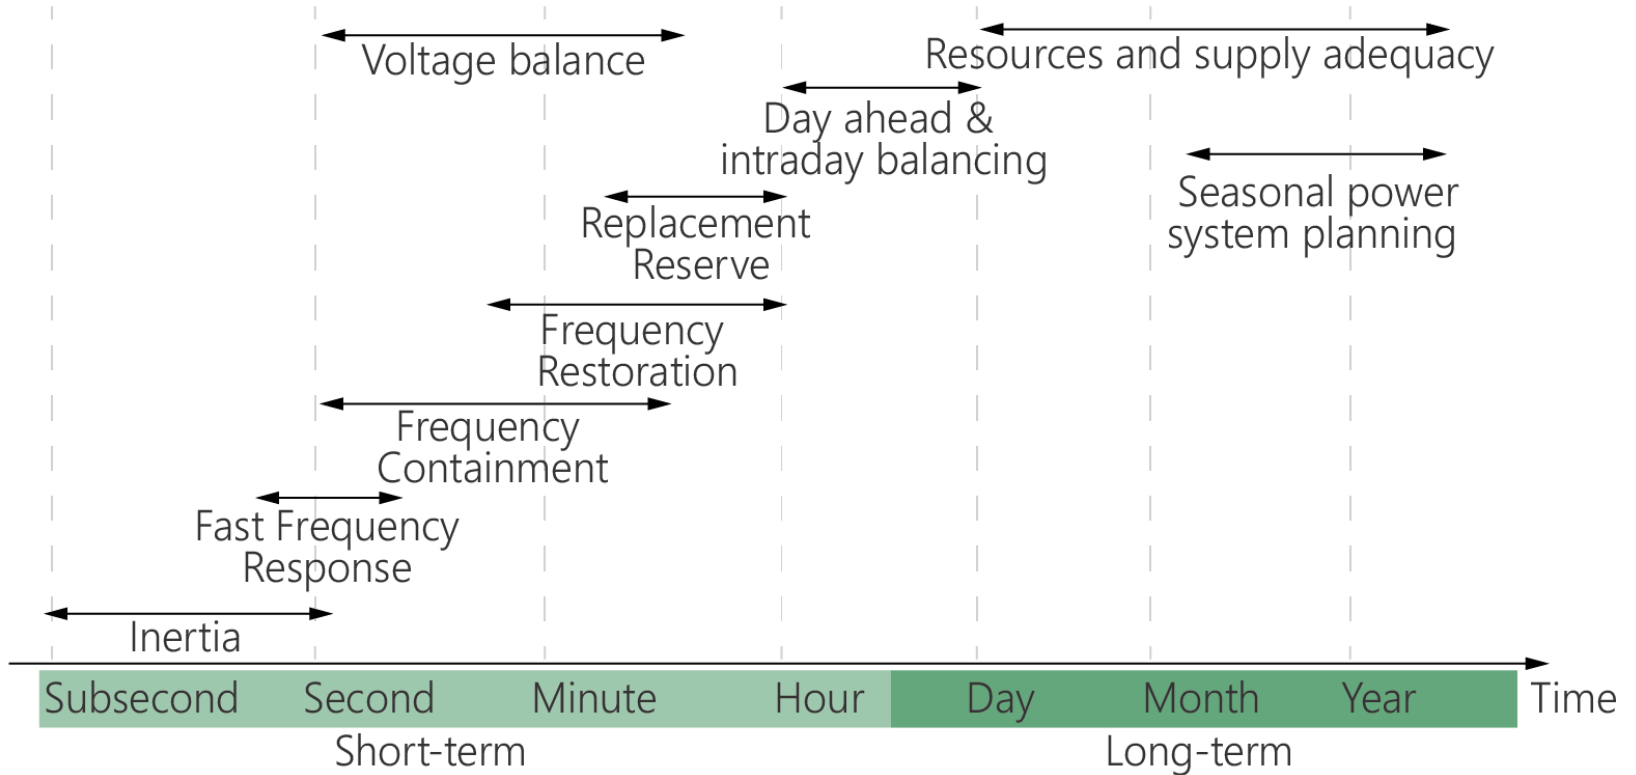 Voltage balance
Resources and supply adequacy
Day ahead &
intraday balancing
Seasonal power
system planning
Replacement
Reserve
Frequency
Restoration
Frequency
Containment
Fast Frequency
Response
Inertia
Subsecond Second Minute Hour Day Month Year Time
Short-term Long-term